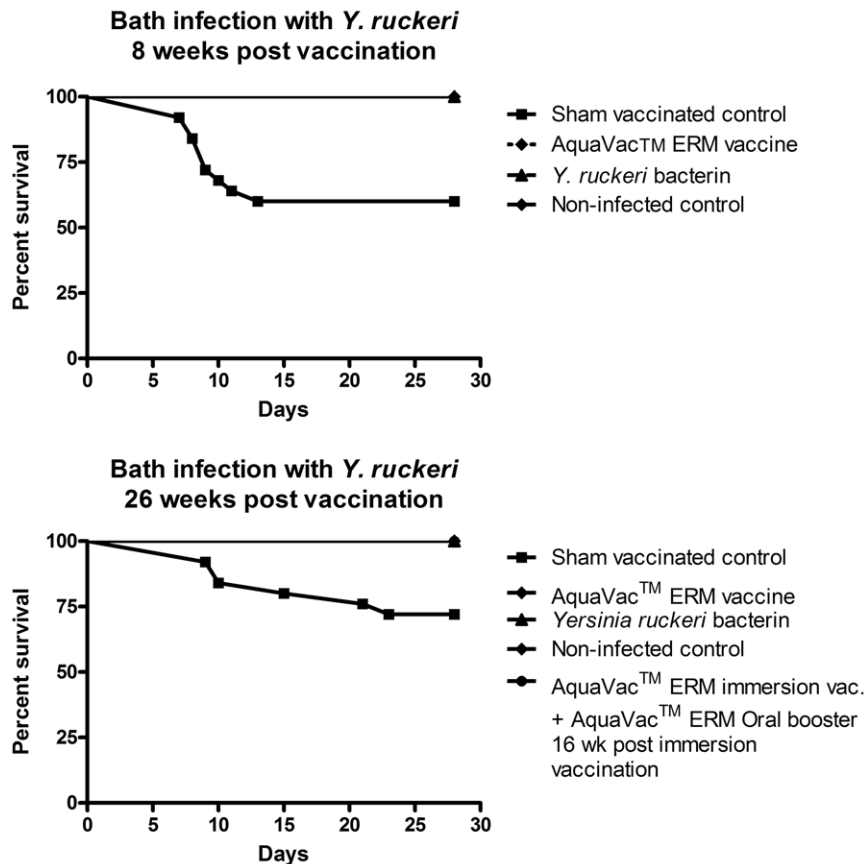 Bath infection with Y. ruckeri
8 weeks post vaccination
100
75
50
25
0
Percent survival
0 5 10 15 20 25 30
Days
Sham vaccinated control
AquaVacTM ERM vaccine
Y. ruckeri bacterin
Non-infected control
Bath infection with Y. ruckeri
26 weeks post vaccination
100
75
50
25
0
Percent survival
0 5 10 15 20 25 30
Days
Sham vaccinated control
AquaVac™ ERM vaccine
Yersinia ruckeri bacterin
Non-infected control
AquaVac™ ERM immersion vac.
+ AquaVac™ ERM Oral booster
16 wk post immersion
vaccination